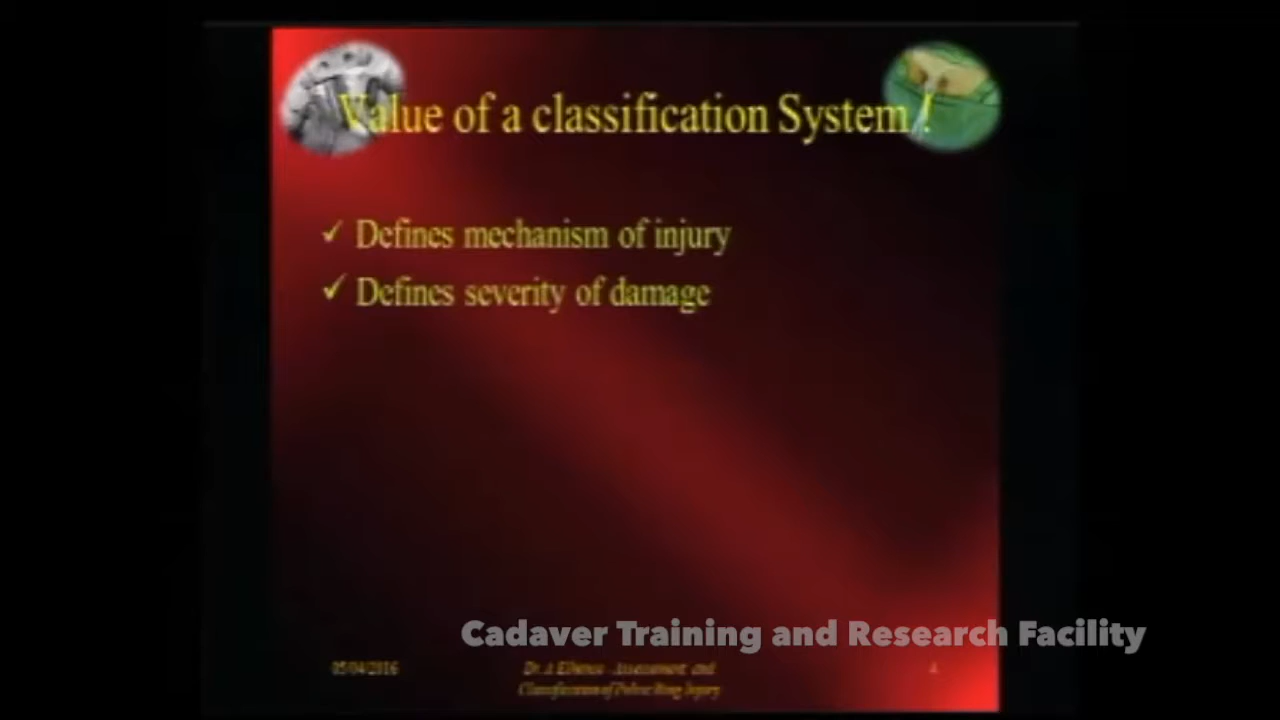 Value of a classification System !
✓ Defines mechanism of injury
✓ Defines severity of damage
Cadaver Training and Research Facility
05/04/2016
Dr. A Assessment and
Classification of Pelvic Ring Injury
4